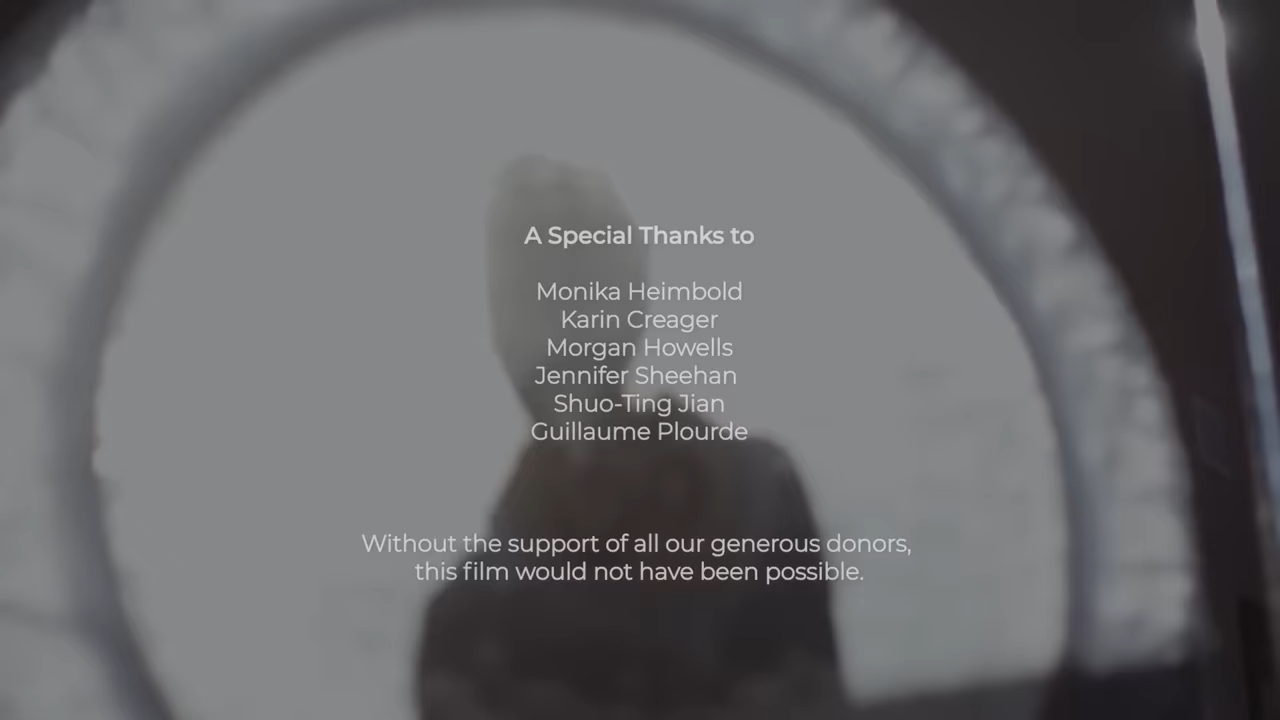 A Special Thanks to
Monika Heimbold
Karin Creager
Morgan Howells
Jennifer Sheehan
Shuo-Ting Jian
Guillaume Plourde
Without the support of all our generous donors,
this film would not have been possible.